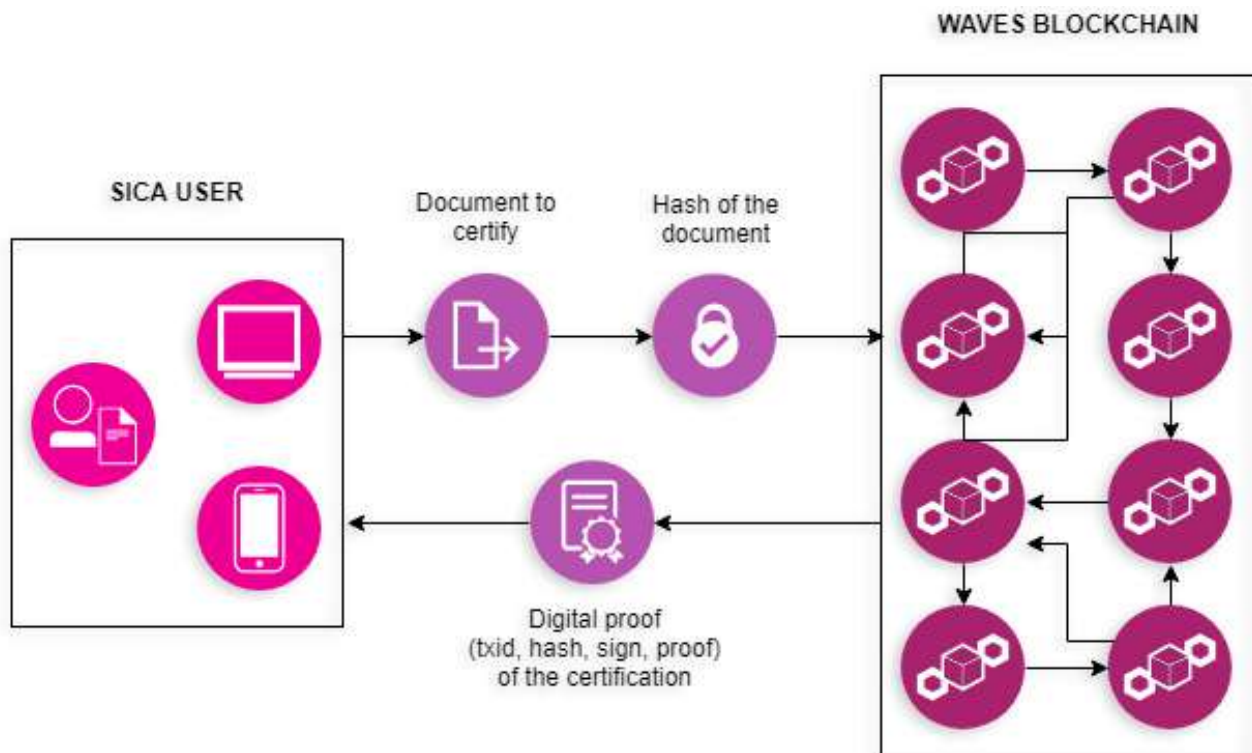 WAVES BLOCKCHAIN
SICA USER
Document to
certify
Hash of the
document
Digital proof
(txid, hash, sign, proof)
of the certification